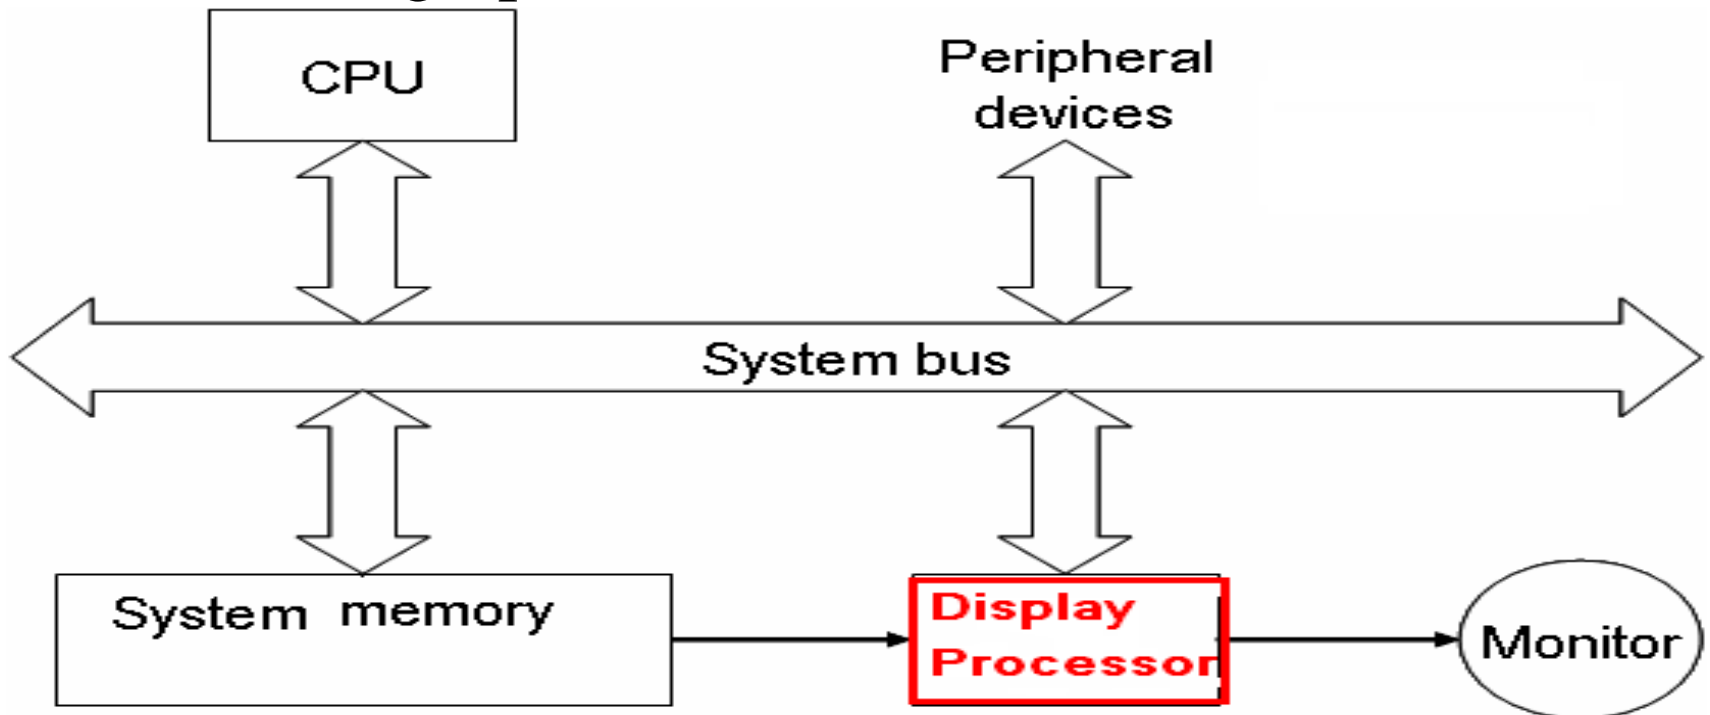 CPU
Peripheral
devices
System bus
System memory
Display
Processor
Monitor